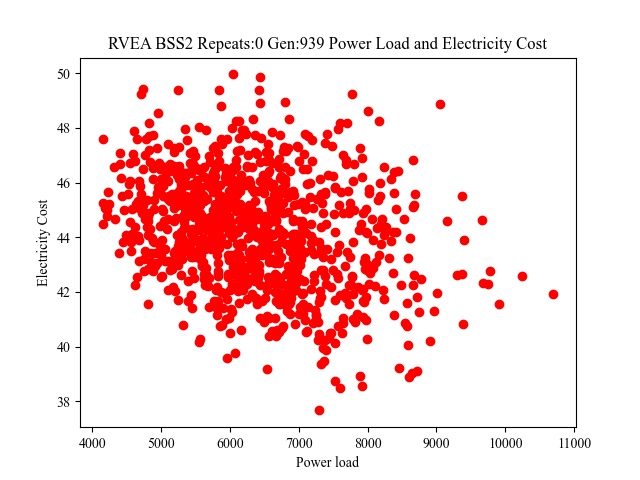 RVEA BSS2 Repeats:0 Gen:939 Power Load and Electricity Cost
Electricity Cost
50
48
46
44
42
40
38
4000 5000 6000 7000 8000 9000 10000 11000
Power load